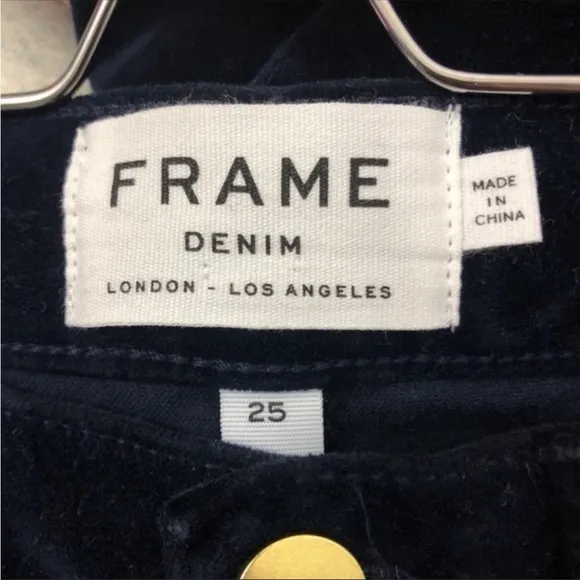 FRAME
DENIM
LONDON - LOS ANGELES
MADE
IN
CHINA
25